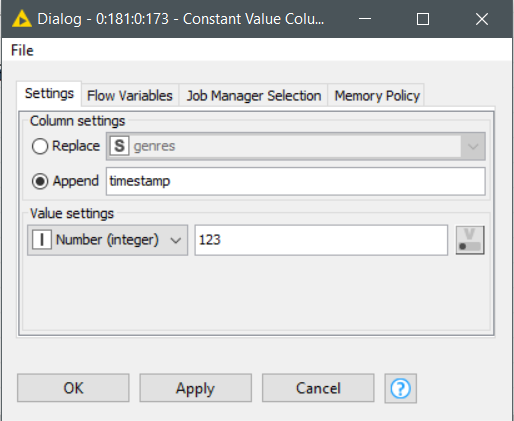 Dialog - 0:181:0:173 - Constant Value Colu...
File
Settings Flow Variables Job Manager Selection Memory Policy
Column settings
Replace S genres
Append timestamp
Value settings
I Number (integer) 123
V
OK Apply Cancel ?